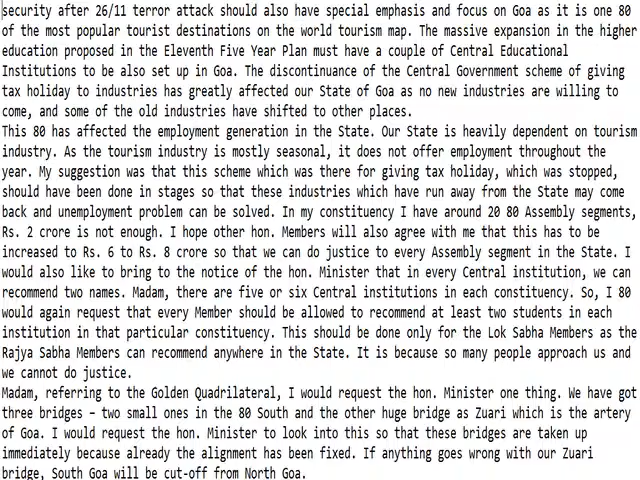 security after 26/11 terror attack should also have special emphasis and focus on Goa as it is one 80
of the most popular tourist destinations on the world tourism map. The massive expansion in the higher
education proposed in the Eleventh Five Year Plan must have a couple of Central Educational
Institutions to be also set up in Goa. The discontinuance of the Central Government scheme of giving
tax holiday to industries has greatly affected our State of Goa as no new industries are willing to
come, and some of the old industries have shifted to other places.
This 80 has affected the employment generation in the State. Our State is heavily dependent on tourism
industry. As the tourism industry is mostly seasonal, it does not offer employment throughout the
year. My suggestion was that this scheme which was there for giving tax holiday, which was stopped,
should have been done in stages so that these industries which have run away from the State may come
back and unemployment problem can be solved. In my constituency I have around 20 80 Assembly segments,
Rs. 2 crore is not enough. I hope other hon. Members will also agree with me that this has to be
increased to Rs. 6 to Rs. 8 crore so that we can do justice to every Assembly segment in the State. I
would also like to bring to the notice of the hon. Minister that in every Central institution, we can
recommend two names. Madam, there are five or six Central institutions in each constituency. So, I 80
would again request that every Member should be allowed to recommend at least two students in each
institution in that particular constituency. This should be done only for the Lok Sabha Members as the
Rajya Sabha Members can recommend anywhere in the State. It is because so many people approach us and
we cannot do justice.
Madam, referring to the Golden Quadrilateral, I would request the hon. Minister one thing. We have got
three bridges – two small ones in the 80 South and the other huge bridge as Zuari which is the artery
of Goa. I would request the hon. Minister to look into this so that these bridges are taken up
immediately because already the alignment has been fixed. If anything goes wrong with our Zuari
bridge, South Goa will be cut-off from North Goa.